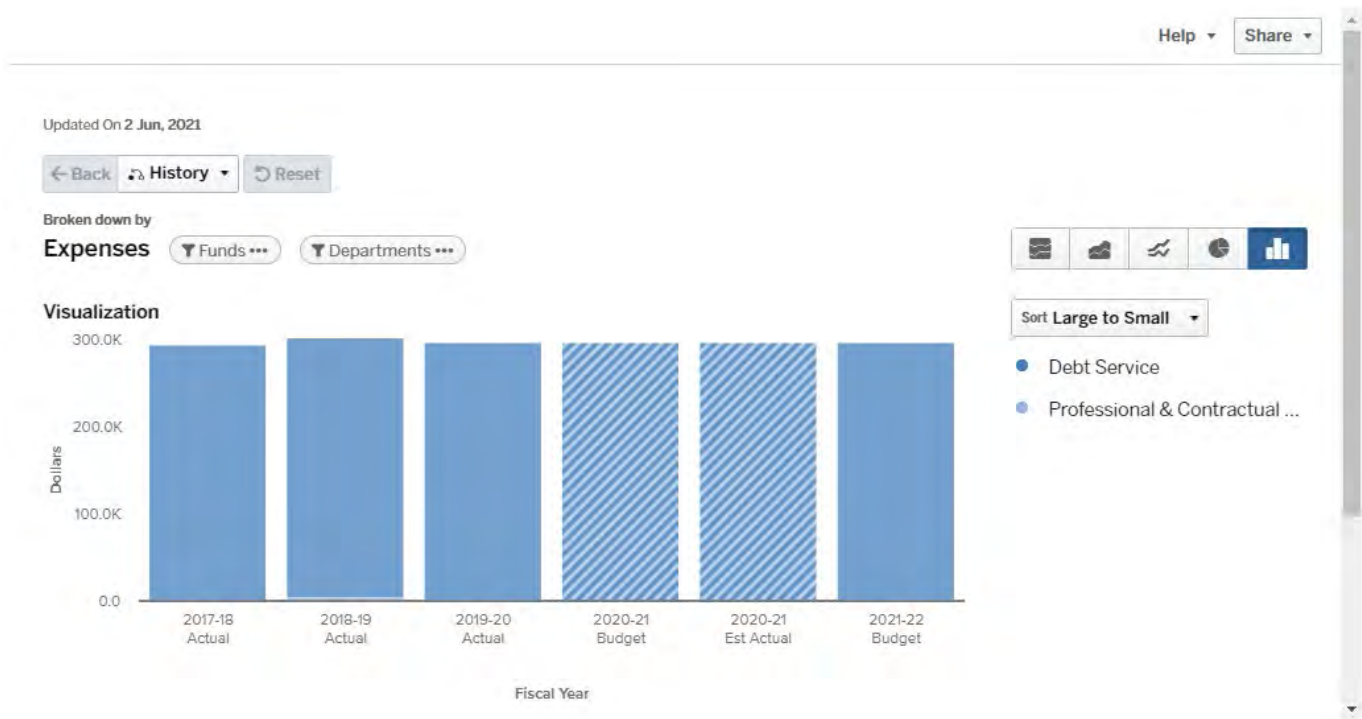 Help Share
Updated On 2 Jun, 2021
Back History Reset
Broken down by
Expenses Funds ••• Departments •••
Visualization
Sort Large to Small
Debt Service
Professional & Contractual ...
300.0K
200.0K
100.0K
0.0
Dollars
2017-18 2018-19 2019-20 2020-21 2020-21 2021-22
Actual Actual Actual Budget Est Actual Budget
Fiscal Year